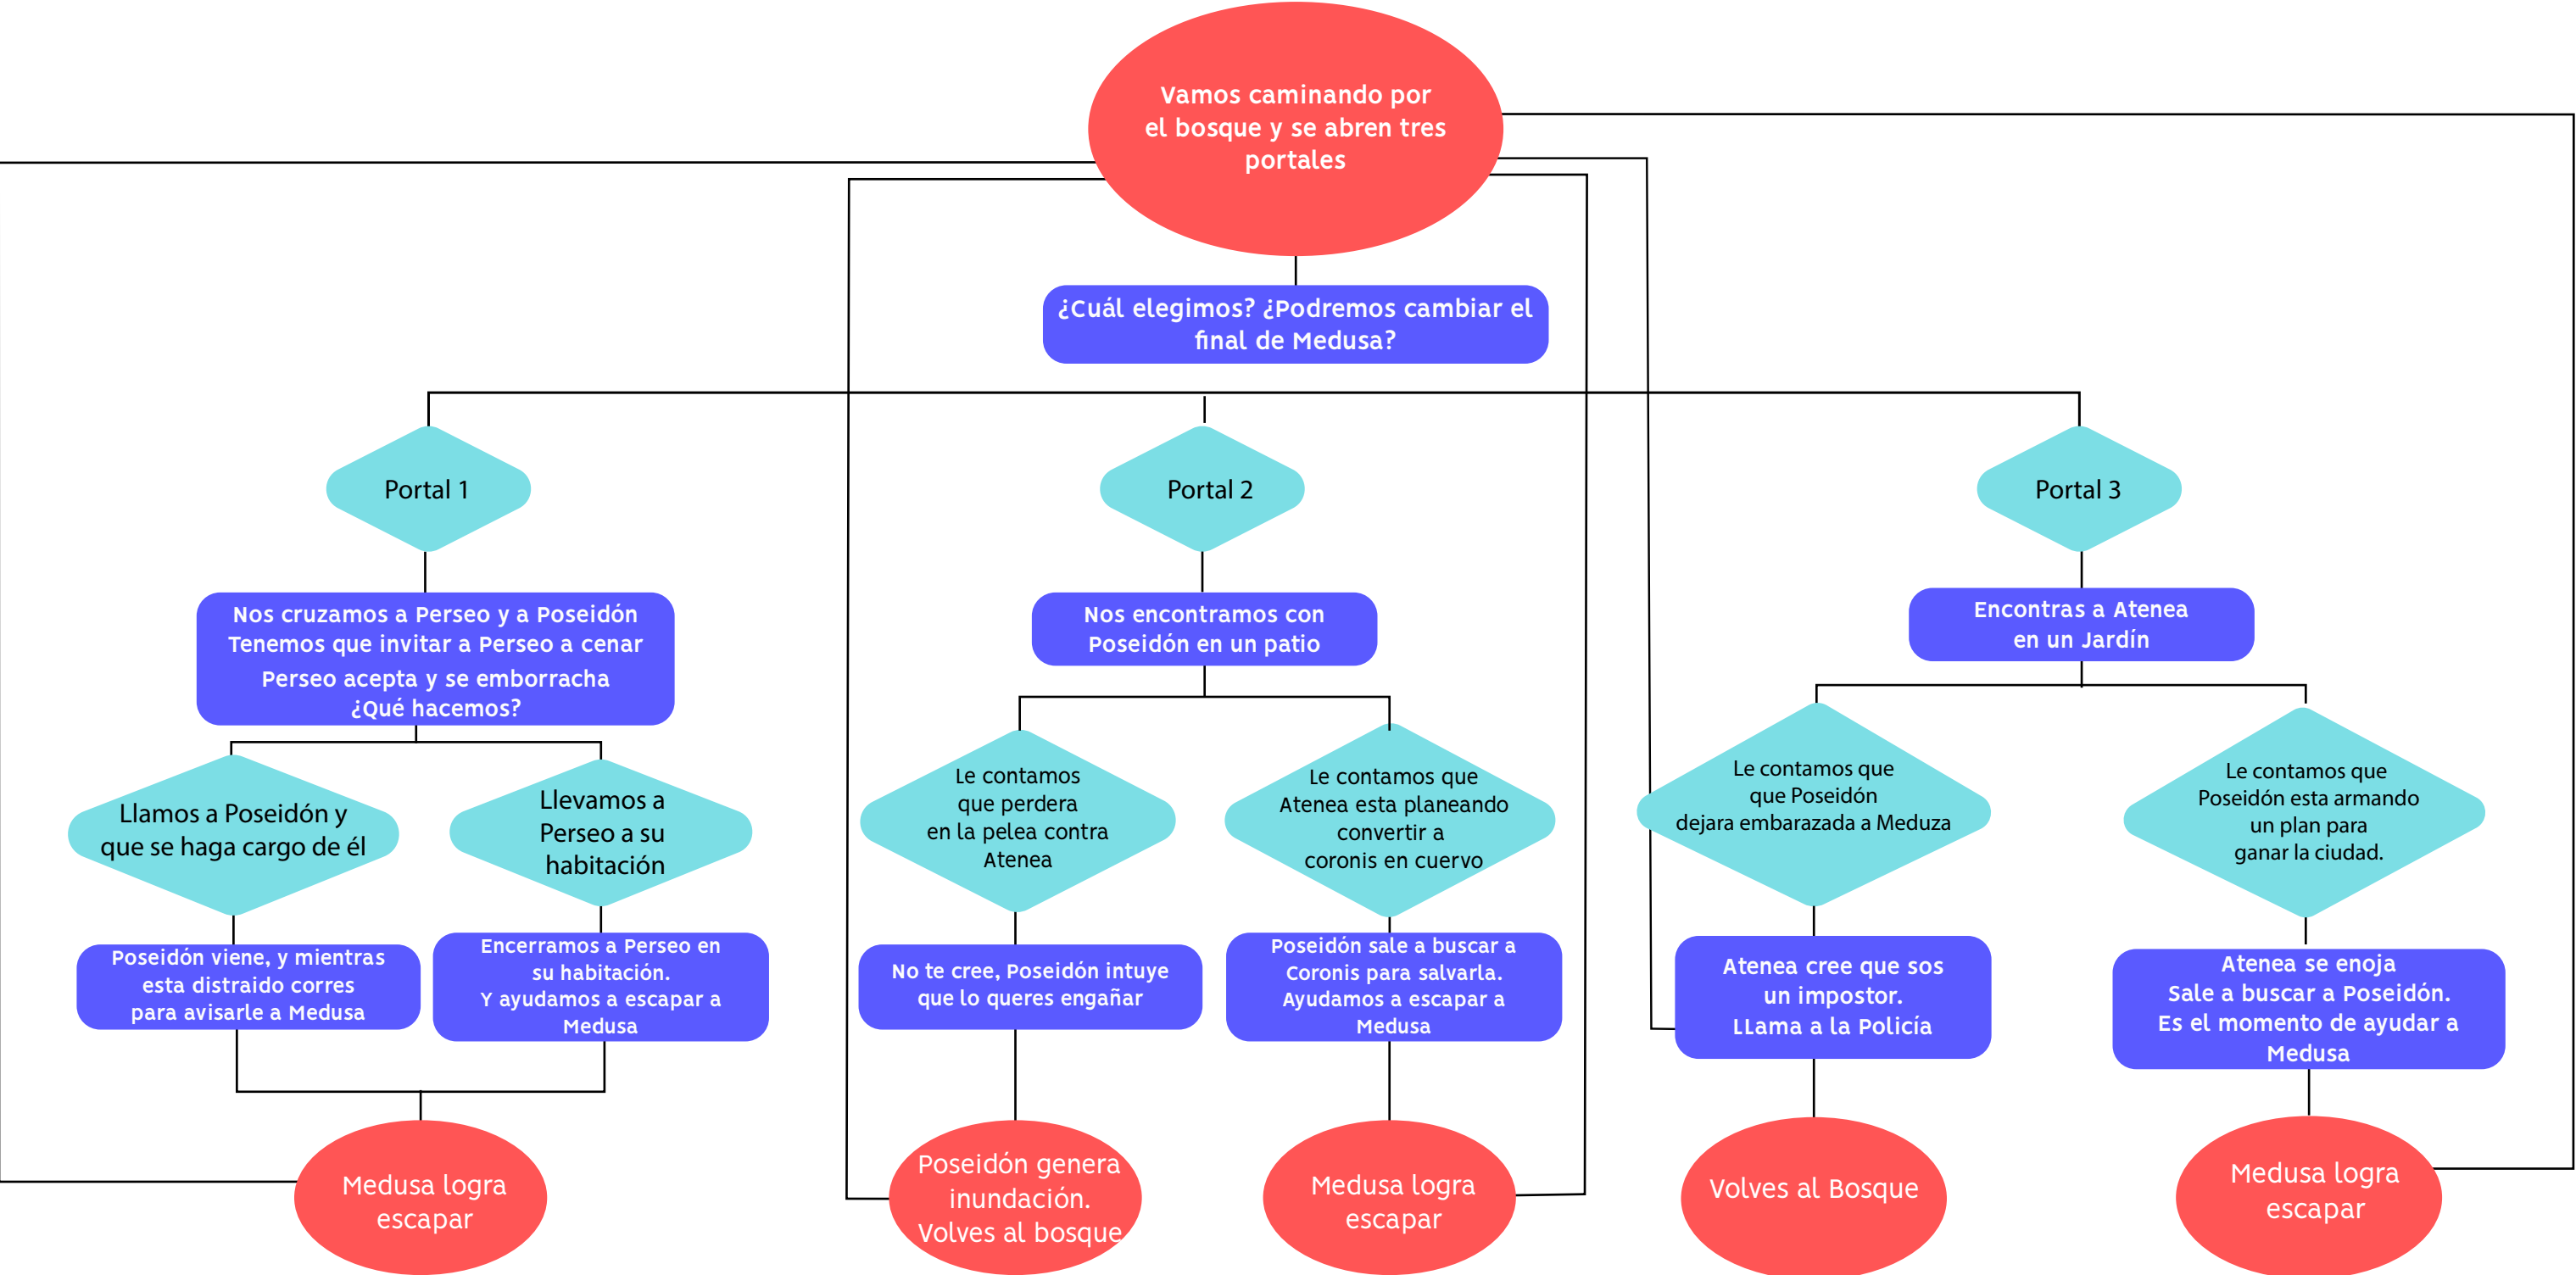 Vamos caminando por
el bosque y se abren tres
portales
¿Cuál elegimos? ¿Podremos cambiar el
final de Medusa?
Portal 1
Portal 2
Portal 3
Nos cruzamos a Perseo y a Poseidón
Tenemos que invitar a Perseo a cenar
Perseo acepta y se emborracha
¿Qué hacemos?
Nos encontramos con
Poseidón en un patio
Encontras a Atenea
en un Jardín
Llamos a Poseidón y
que se haga cargo de él
Llevamos a
Perseo a su
habitación
Le contamos
que perdera
en la pelea contra
Atenea
Le contamos que
Atenea esta planeando
convertir a
coronis en cuervo
Le contamos que
que Poseidón
dejara embarazada a Meduza
Le contamos que
Poseidón esta armando
un plan para
ganar la ciudad.
Poseidón viene, y mientras
esta distraido corres
para avisarle a Medusa
Encerramos a Perseo en
su habitación.
Y ayudamos a escapar a
Medusa
No te cree, Poseidón intuye
que lo queres engañar
Poseidón sale a buscar a
Coronis para salvarla.
Ayudamos a escapar a
Medusa
Atenea cree que sos
un impostor.
LLama a la Policía
Atenea se enoja
Sale a buscar a Poseidón.
Es el momento de ayudar a
Medusa
Medusa logra
escapar
Poseidón genera
inundación.
Volves al bosque
Medusa logra
escapar
Volves al Bosque
Medusa logra
escapar